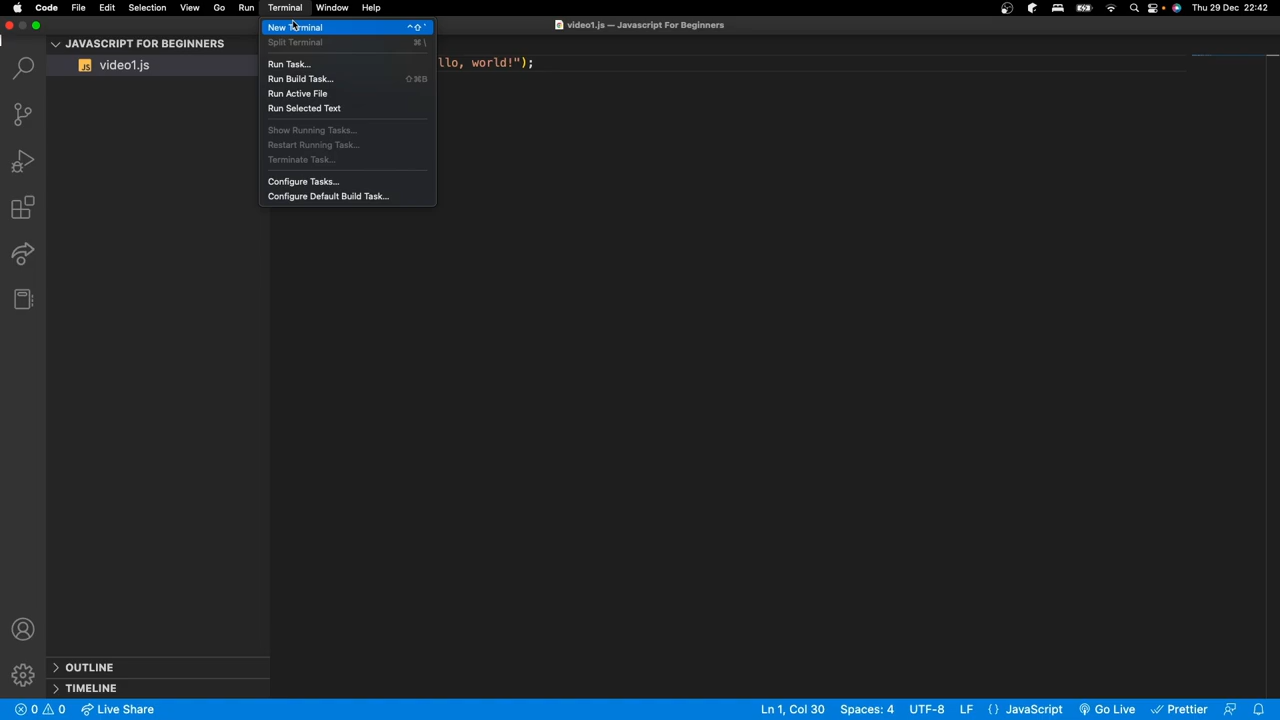 Code File Edit Selection View Go Run Terminal Window Help Thu 29 Dec 22:42
video1.js — Javascript For Beginners
New Terminal ⌃⇧`
Split Terminal ⌘\
Run Task...
Run Build Task... ⇧⌘B
Run Active File
Run Selected Text
Show Running Tasks...
Restart Running Task...
Terminate Task...
Configure Tasks...
Configure Default Build Task...
JAVASCRIPT FOR BEGINNERS
JS video1.js
llo, world!");
OUTLINE
TIMELINE
0 0 Live Share Ln 1, Col 30 Spaces: 4 UTF-8 LF {} JavaScript Go Live Prettier